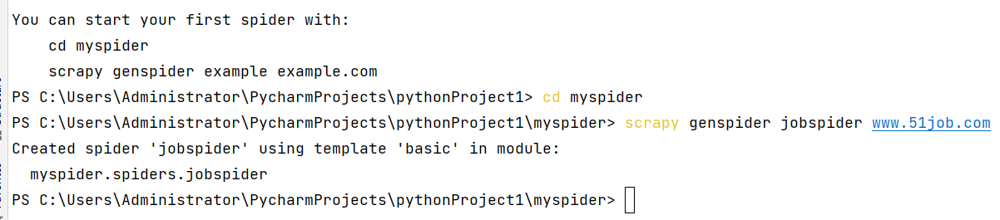 You can start your first spider with:
    cd myspider
    scrapy genspider example example.com
PS C:\Users\Administrator\PycharmProjects\pythonProject1> cd myspider
PS C:\Users\Administrator\PycharmProjects\pythonProject1\myspider> scrapy genspider jobspider www.51job.com
Created spider 'jobspider' using template 'basic' in module:
  myspider.spiders.jobspider
PS C:\Users\Administrator\PycharmProjects\pythonProject1\myspider>